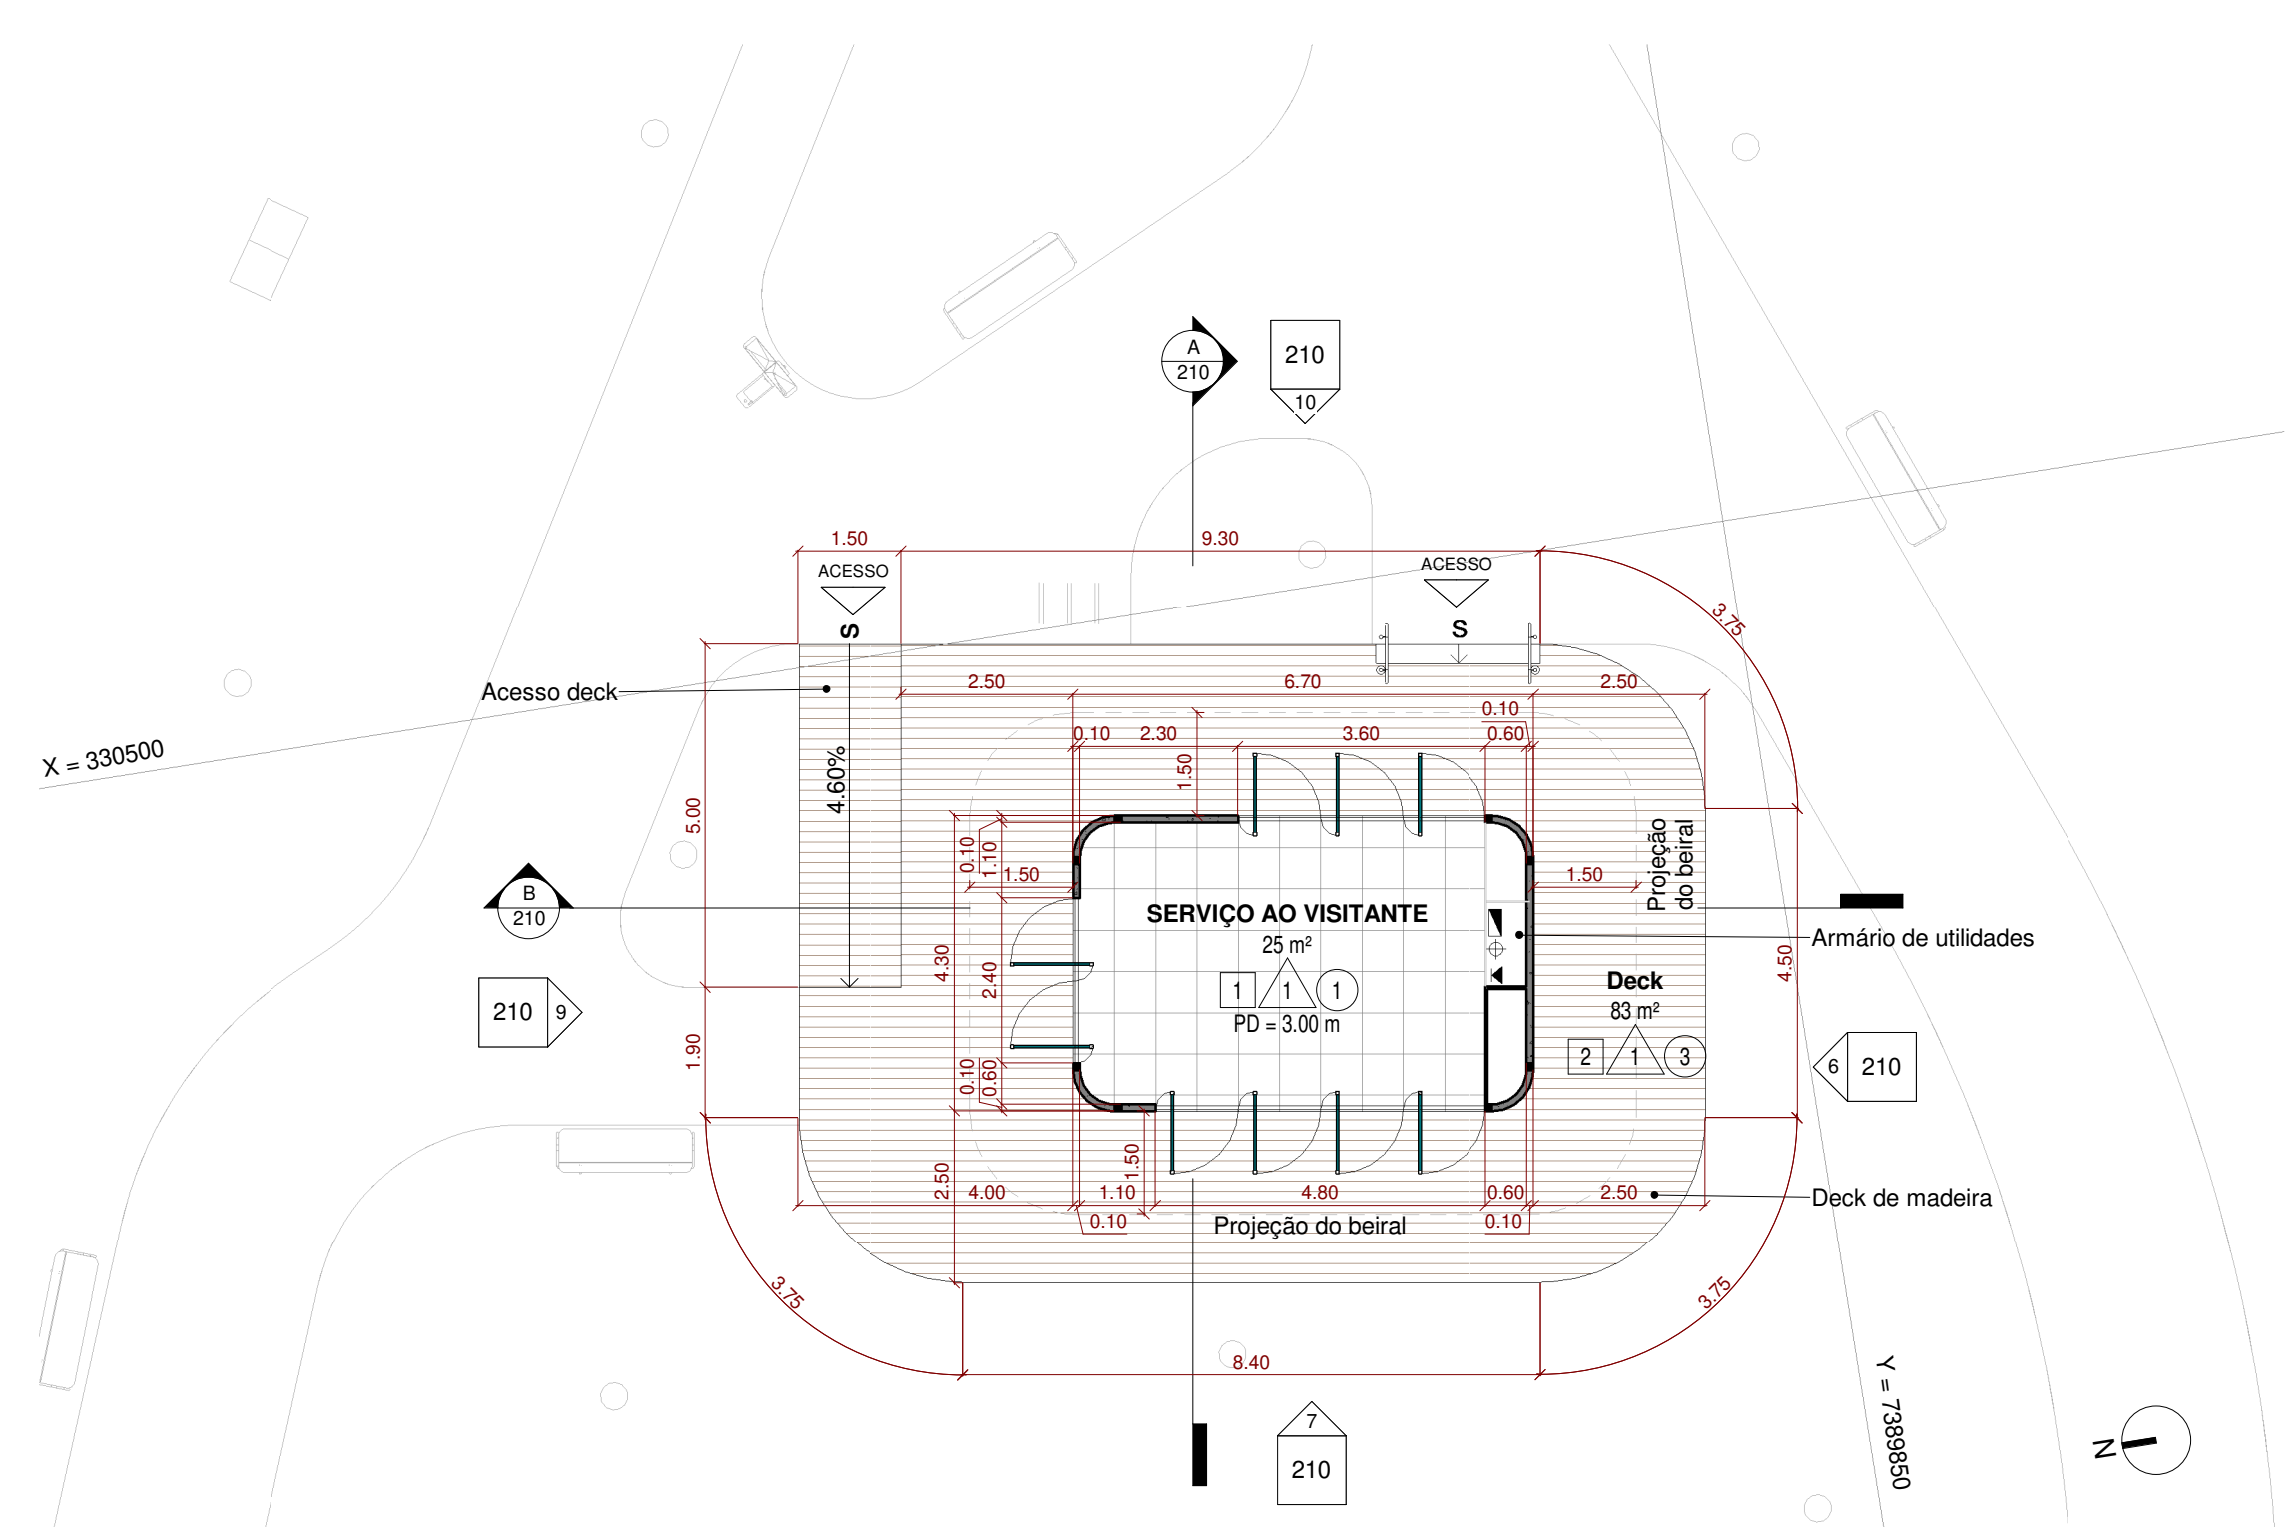 A
210
210
10
1.50
9.30
ACESSO
ACESSO
S
S
3.75
Acesso deck
2.50
6.70
2.50
0.10
0.10
2.30
3.60
0.60
X = 330500
4.60%
1.50
5.00
0.10
1.10
1.50
1.50
Projeção
do beiral
B
210
SERVIÇO AO VISITANTE
25 m²
1
1
1
PD = 3.00 m
Armário de utilidades
4.30
2.40
4.50
Deck
83 m²
2
1
3
210
9
6
210
1.90
0.10
0.60
2.50
1.50
4.00
1.10
4.80
0.60
2.50
Deck de madeira
0.10
Projeção do beiral
0.10
3.75
3.75
8.40
Y = 7389850
7
210
N